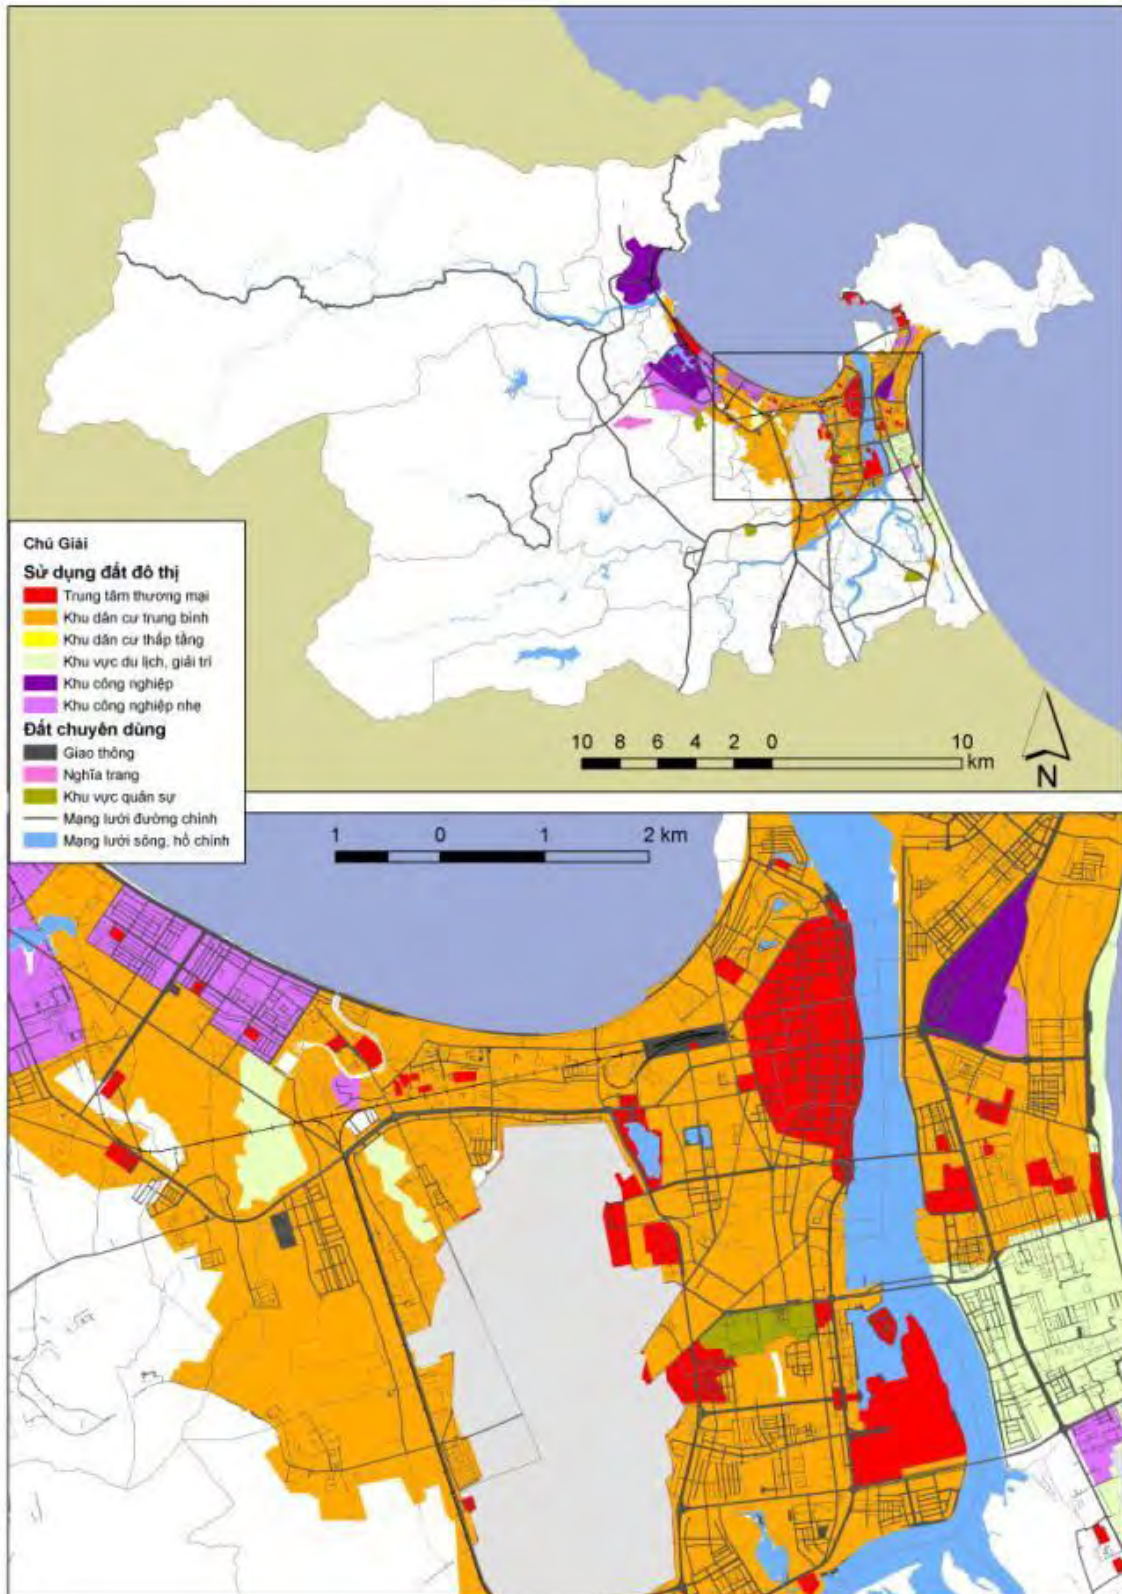 Chú Giải
Sử dụng đất đô thị
Trung tâm thương mại
Khu dân cư trung bình
Khu dân cư thấp tầng
Khu vực du lịch, giải trí
Khu công nghiệp
Khu công nghiệp nhẹ
Đất chuyên dùng
Giao thông
Nghĩa trang
Khu vực quân sự
Mạng lưới đường chính
Mạng lưới sông, hồ chính
10 8 6 4 2 0 10
km
N
1 0 1 2 km